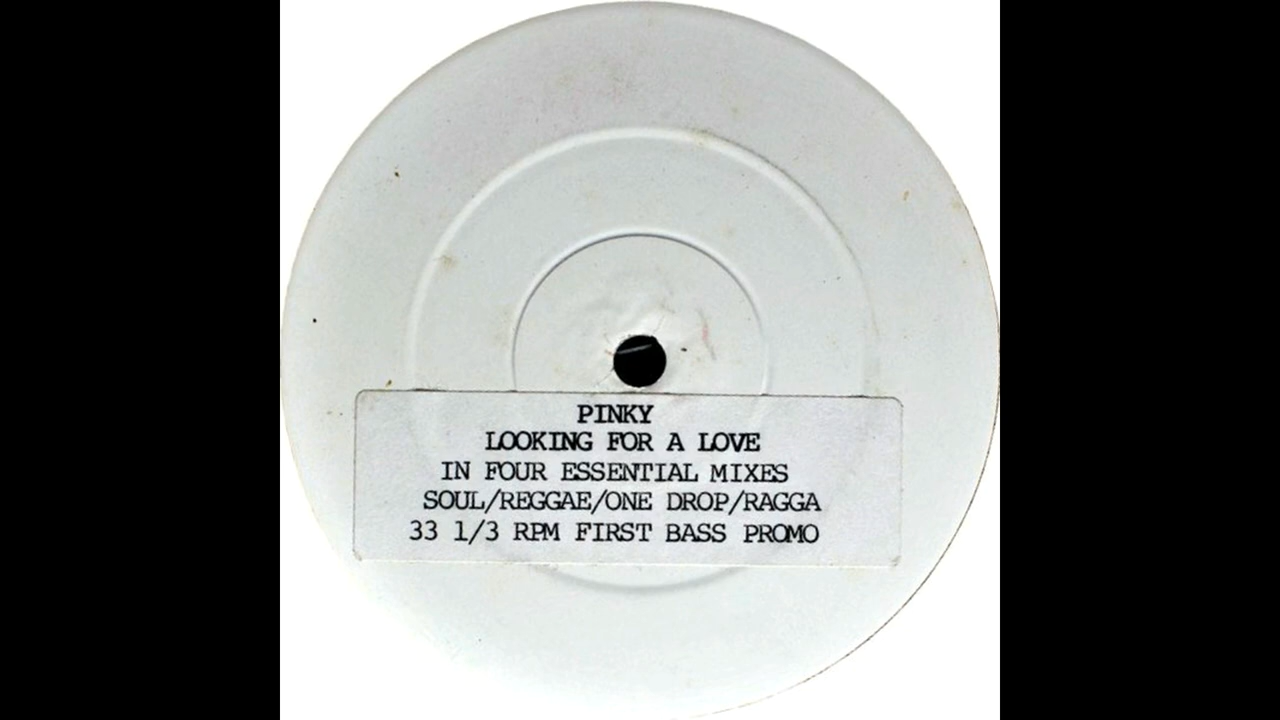 PINKY
LOOKING FOR A LOVE
IN FOUR ESSENTIAL MIXES
SOUL/REGGAE/ONE DROP/RAGGA
33 1/3 RPM FIRST BASS PROMO